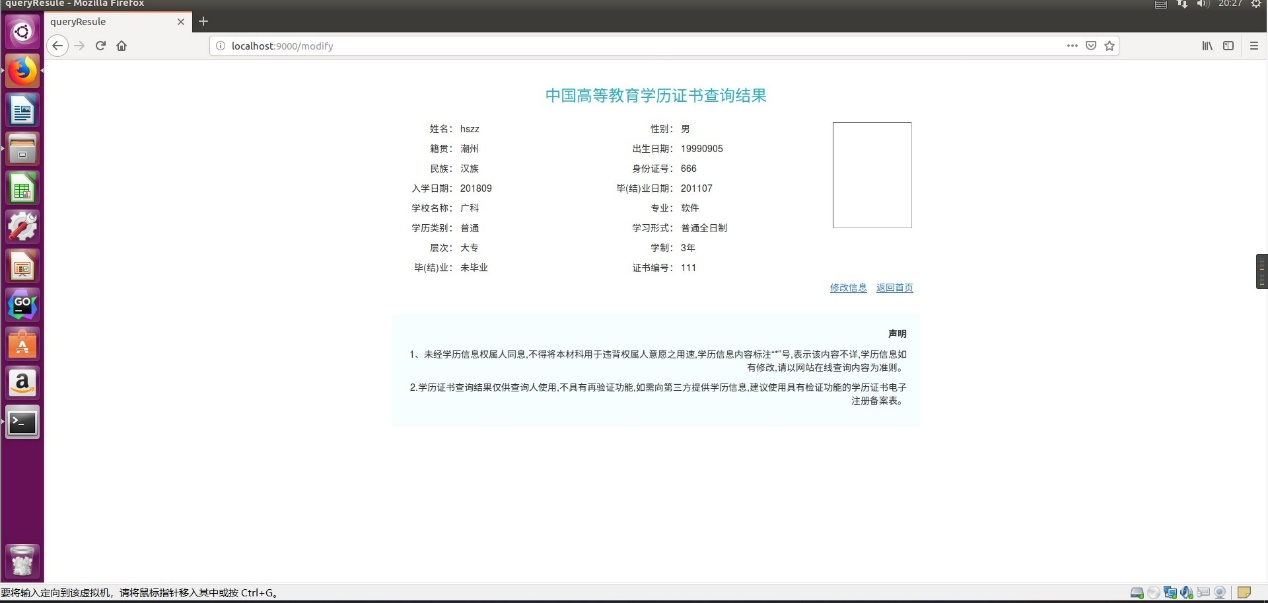 queryResule - Mozilla Firefox
20:27
queryResule
localhost:9000/modify
中国高等教育学历证书查询结果
姓名： hszz 性别： 男
籍贯： 潮州 出生日期： 19990905
民族： 汉族 身份证号： 666
入学日期： 201809 毕(结)业日期： 201107
学校名称： 广科 专业： 软件
学历类别： 普通 学习形式： 普通全日制
层次： 大专 学制： 3年
毕(结)业： 未毕业 证书编号： 111
修改信息 返回首页
声明
1、未经学历信息权属人同息,不得将本材科用于违背权属人意愿之用速,学历信息内容标注“*”号,表示该内容不详,学历信息如
有修改,请以网站在线查询内容为准则。
2.学历证书查询结果仅供查询人使用,不具有再验证功能,如需向第三方提供学历信息,建议使用具有检证功能的学历证书电子
注册备案表。
GO
a
>_
要将输入定向到该虚拟机，请将鼠标指针移入其中或按 Ctrl+G。